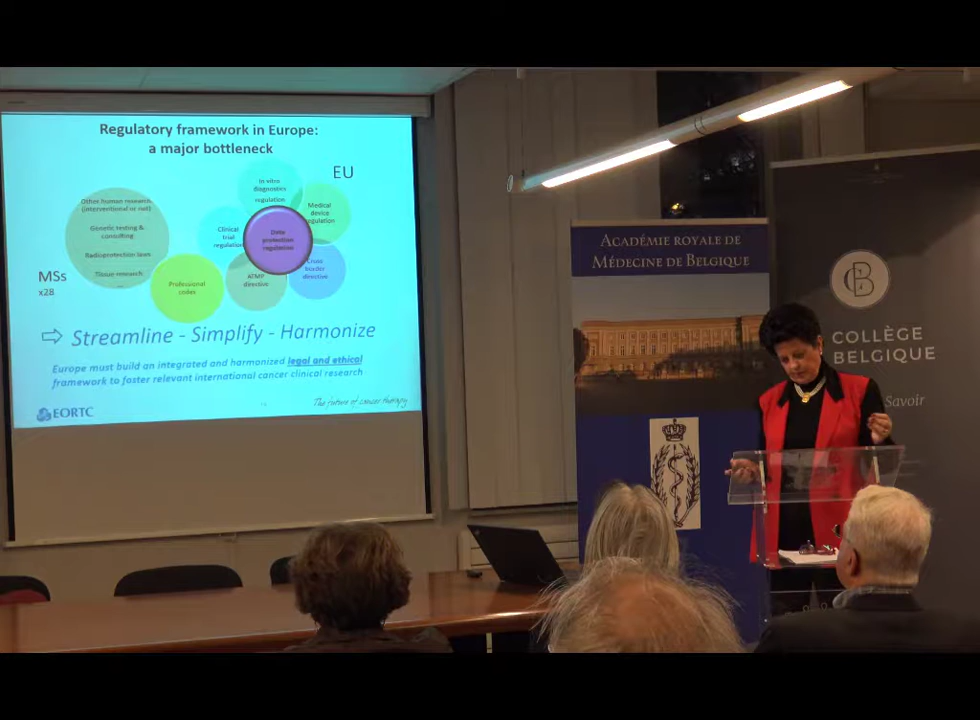 Regulatory framework in Europe:
a major bottleneck
EU
In vitro
diagnostics
regulation
Medical
device
regulation
Clinical
trial
regulation
Data
protection
regulation
Cross
border
directive
ATMP
directive
Professional
codes
Other human research
(interventional or not)
Genetic testing &
consulting
Radioprotection laws
Tissue research
...
MSs
x28
⇨ Streamline - Simplify - Harmonize
Europe must build an integrated and harmonized legal and ethical
framework to foster relevant international cancer clinical research
EORTC
The future of cancer therapy
Académie royale de
Médecine de Belgique
CB
COLLÈGE
BELGIQUE
Savoir